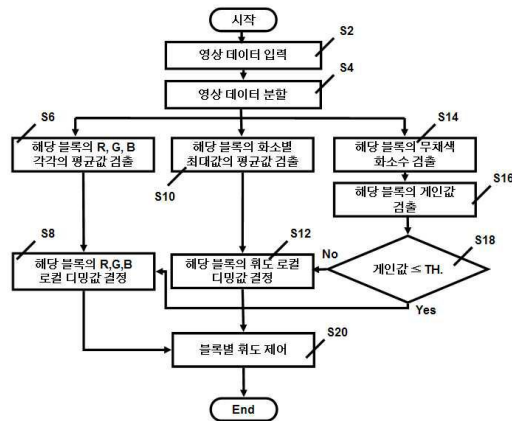 시작
S2
영상 데이터 입력
S4
영상 데이터 분할
S6
해당 블록의 R, G, B
각각의 평균값 검출
해당 블록의 화소별
최대값의 평균값 검출
S10
S14
해당 블록의 무채색
화소수 검출
S16
해당 블록의 게인값
검출
S8
해당 블록의 R,G,B
로컬 디밍값 결정
S12
해당 블록의 휘도 로컬
디밍값 결정
No
S18
게인값 ≤ TH.
Yes
S20
블록별 휘도 제어
End